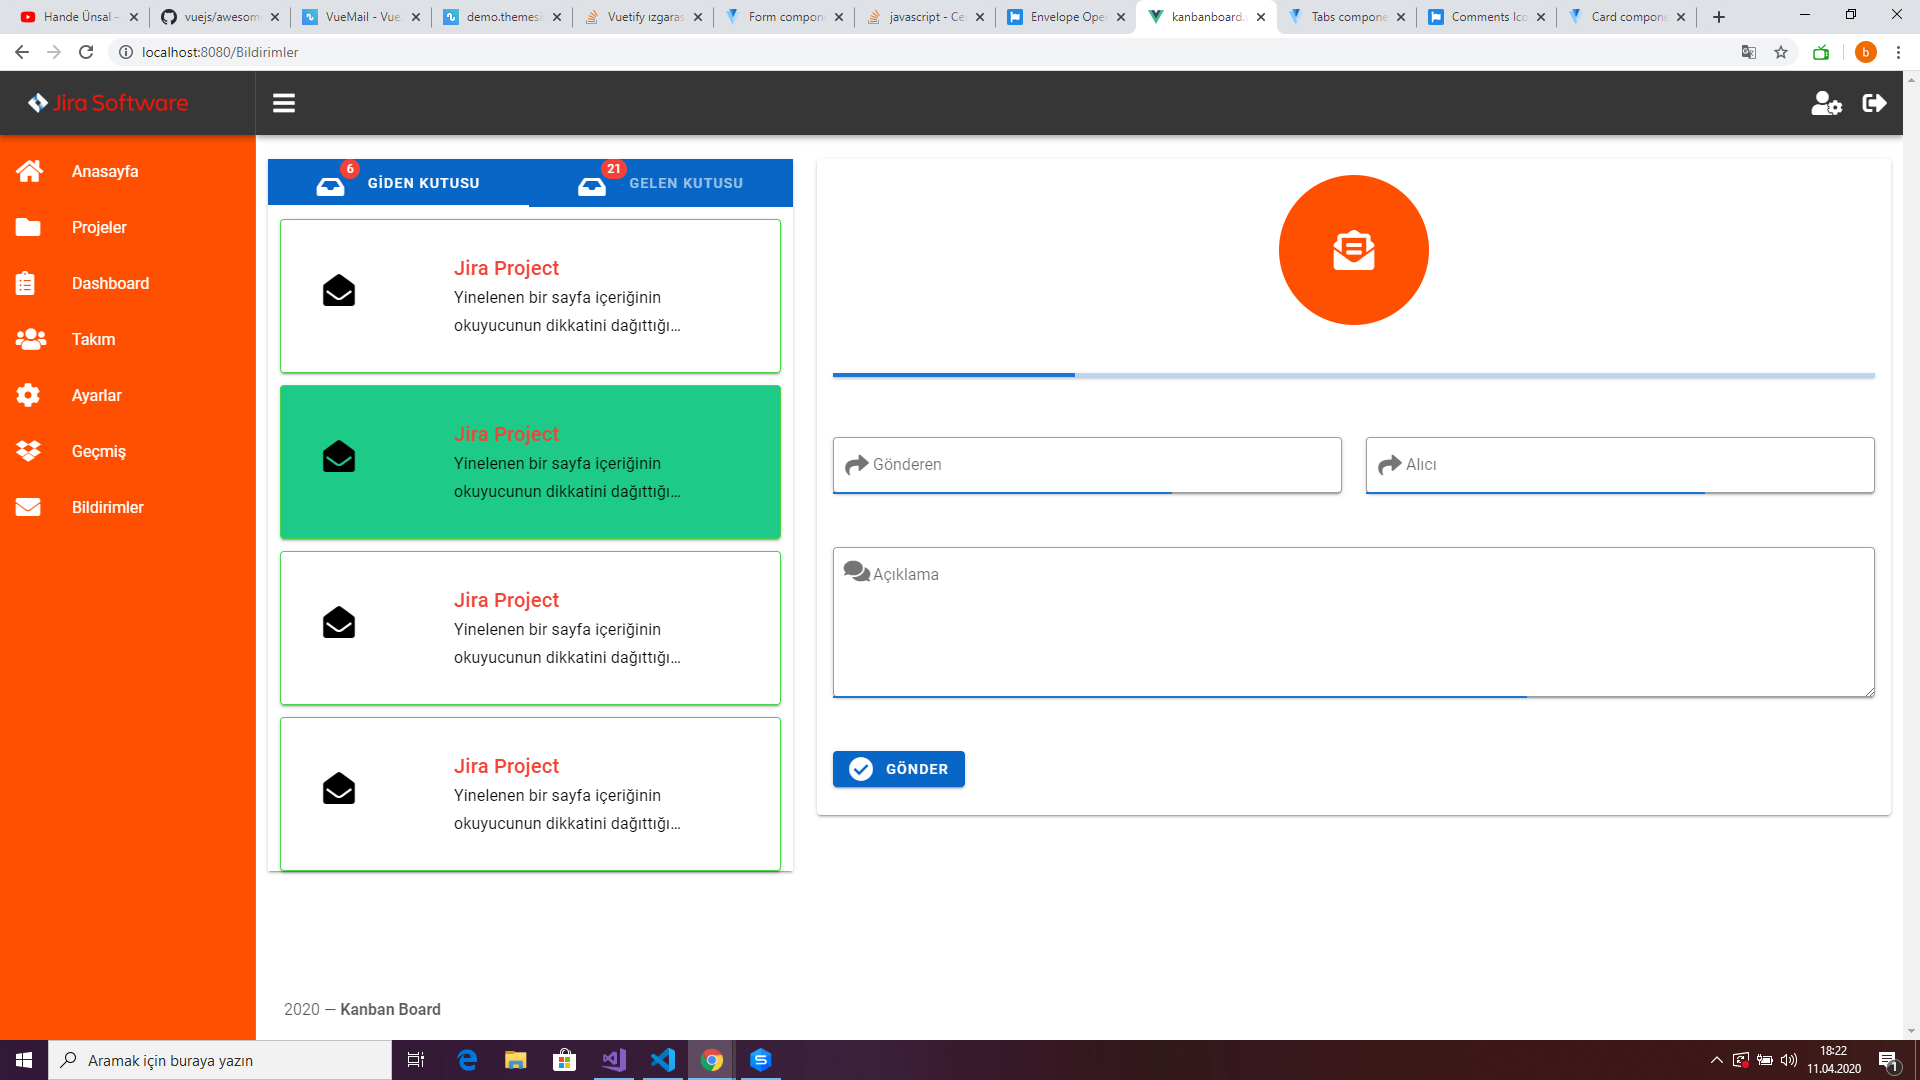 Hande Ünsal –
vuejs/awesom
VueMail - Vue
demo.themes
Vuetify ızgaras
Form compon
javascript - Ce
Envelope Ope
kanbanboard.
Tabs compone
Comments Ico
Card compon
localhost:8080/Bildirimler
b
Jira Software
Anasayfa
Projeler
Dashboard
Takım
Ayarlar
Geçmiş
Bildirimler
6
GİDEN KUTUSU
21
GELEN KUTUSU
Jira Project
Yinelenen bir sayfa içeriğinin
okuyucunun dikkatini dağıttığı…
Jira Project
Yinelenen bir sayfa içeriğinin
okuyucunun dikkatini dağıttığı…
Jira Project
Yinelenen bir sayfa içeriğinin
okuyucunun dikkatini dağıttığı…
Jira Project
Yinelenen bir sayfa içeriğinin
okuyucunun dikkatini dağıttığı…
Gönderen
Alıcı
Açıklama
GÖNDER
2020 — Kanban Board
Aramak için buraya yazın
18:22
11.04.2020
1